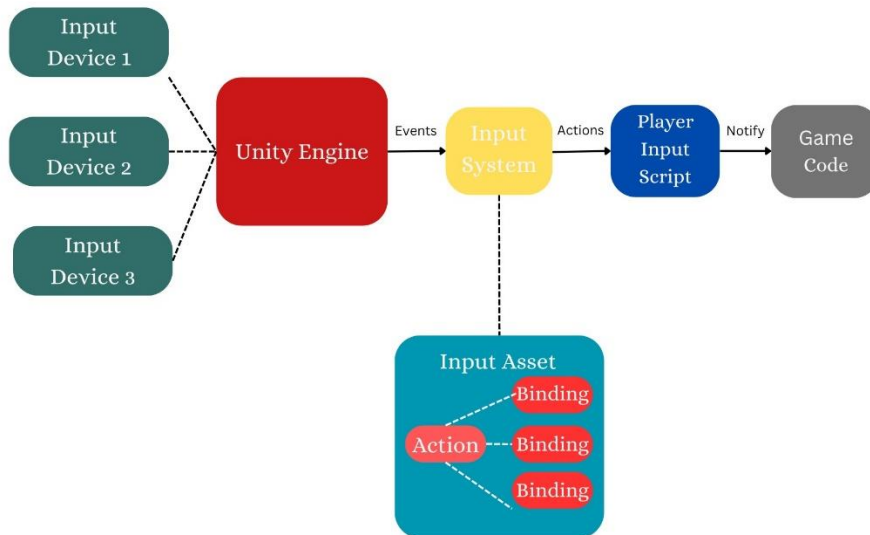 Input
Device 1
Input
Device 2
Input
Device 3
Unity Engine
Events
Input
System
Actions
Player
Input
Script
Notify
Game
Code
Input Asset
Action
Binding
Binding
Binding